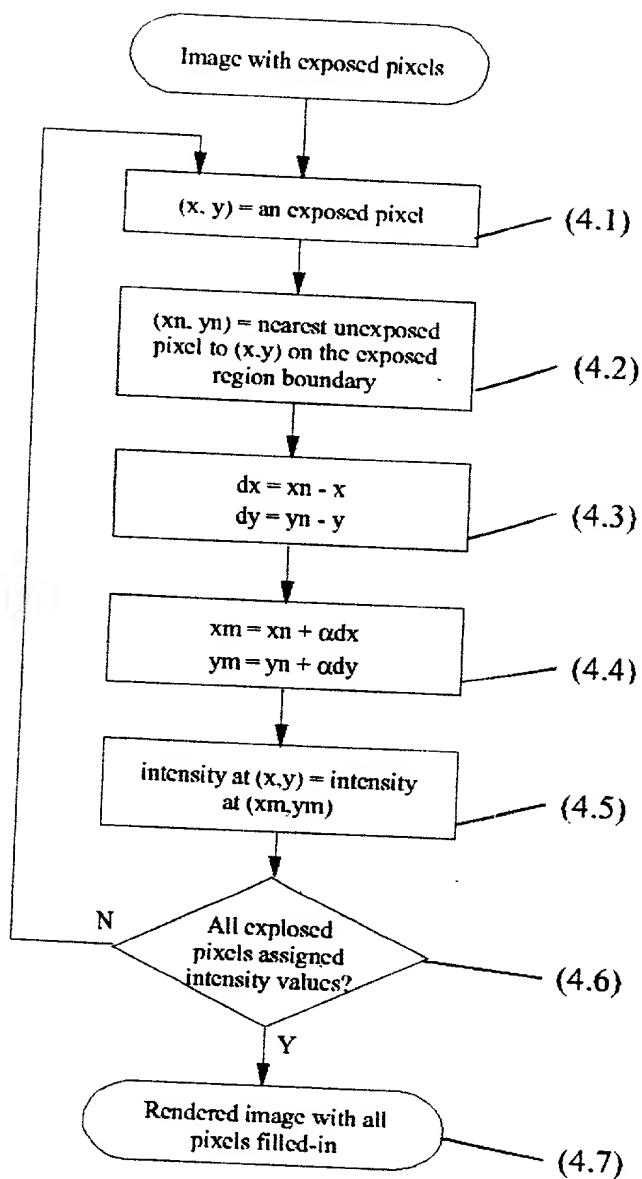 Image with exposed pixels
(x. y) = an exposed pixel
(4.1)
(xn. yn) = nearest unexposed
pixel to (x.y) on the exposed
region boundary
(4.2)
dx = xn - x
dy = yn - y
(4.3)
xm = xn + αdx
ym = yn + αdy
(4.4)
intensity at (x,y) = intensity
at (xm,ym)
(4.5)
N
All explosed
pixels assigned
intensity values?
(4.6)
Y
Rendered image with all
pixels filled-in
(4.7)